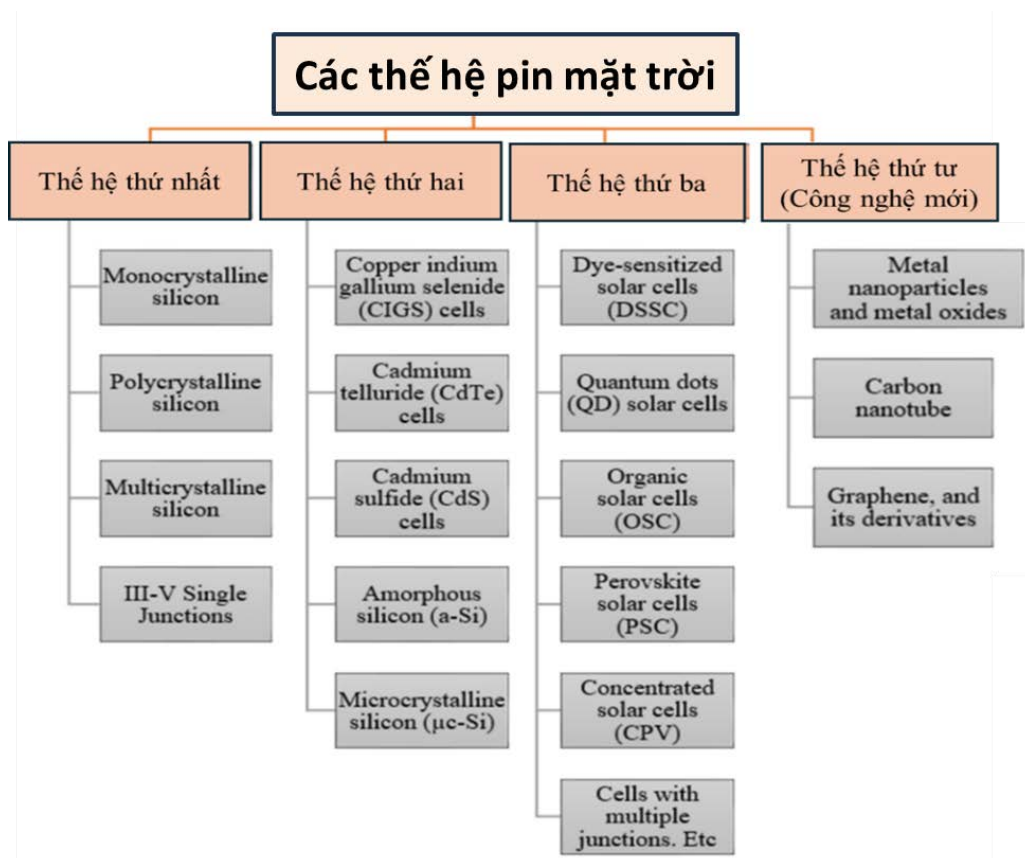 Các thế hệ pin mặt trời
Thế hệ thứ nhất
Monocrystalline
silicon
Polycrystalline
silicon
Multicrystalline
silicon
III-V Single
Junctions
Thế hệ thứ hai
Copper indium
gallium selenide
(CIGS) cells
Cadmium
telluride (CdTe)
cells
Cadmium
sulfide (CdS)
cells
Amorphous
silicon (a-Si)
Microcrystalline
silicon (µc-Si)
Thế hệ thứ ba
Dye-sensitized
solar cells
(DSSC)
Quantum dots
(QD) solar cells
Organic
solar cells
(OSC)
Perovskite
solar cells
(PSC)
Concentrated
solar cells
(CPV)
Cells with
multiple
junctions. Etc
Thế hệ thứ tư
(Công nghệ mới)
Metal
nanoparticles
and metal oxides
Carbon
nanotube
Graphene, and
its derivatives